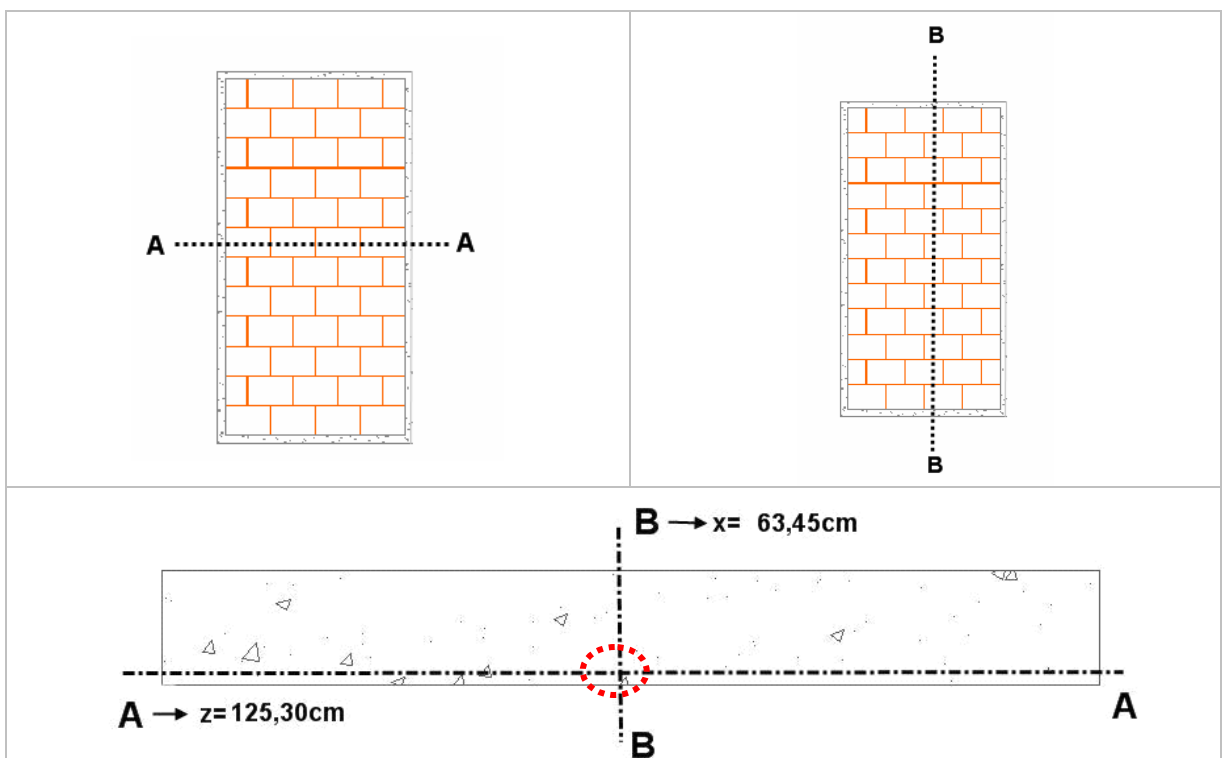 B
A A
B
B → x= 63,45cm
A → z=125,30cm
A
B